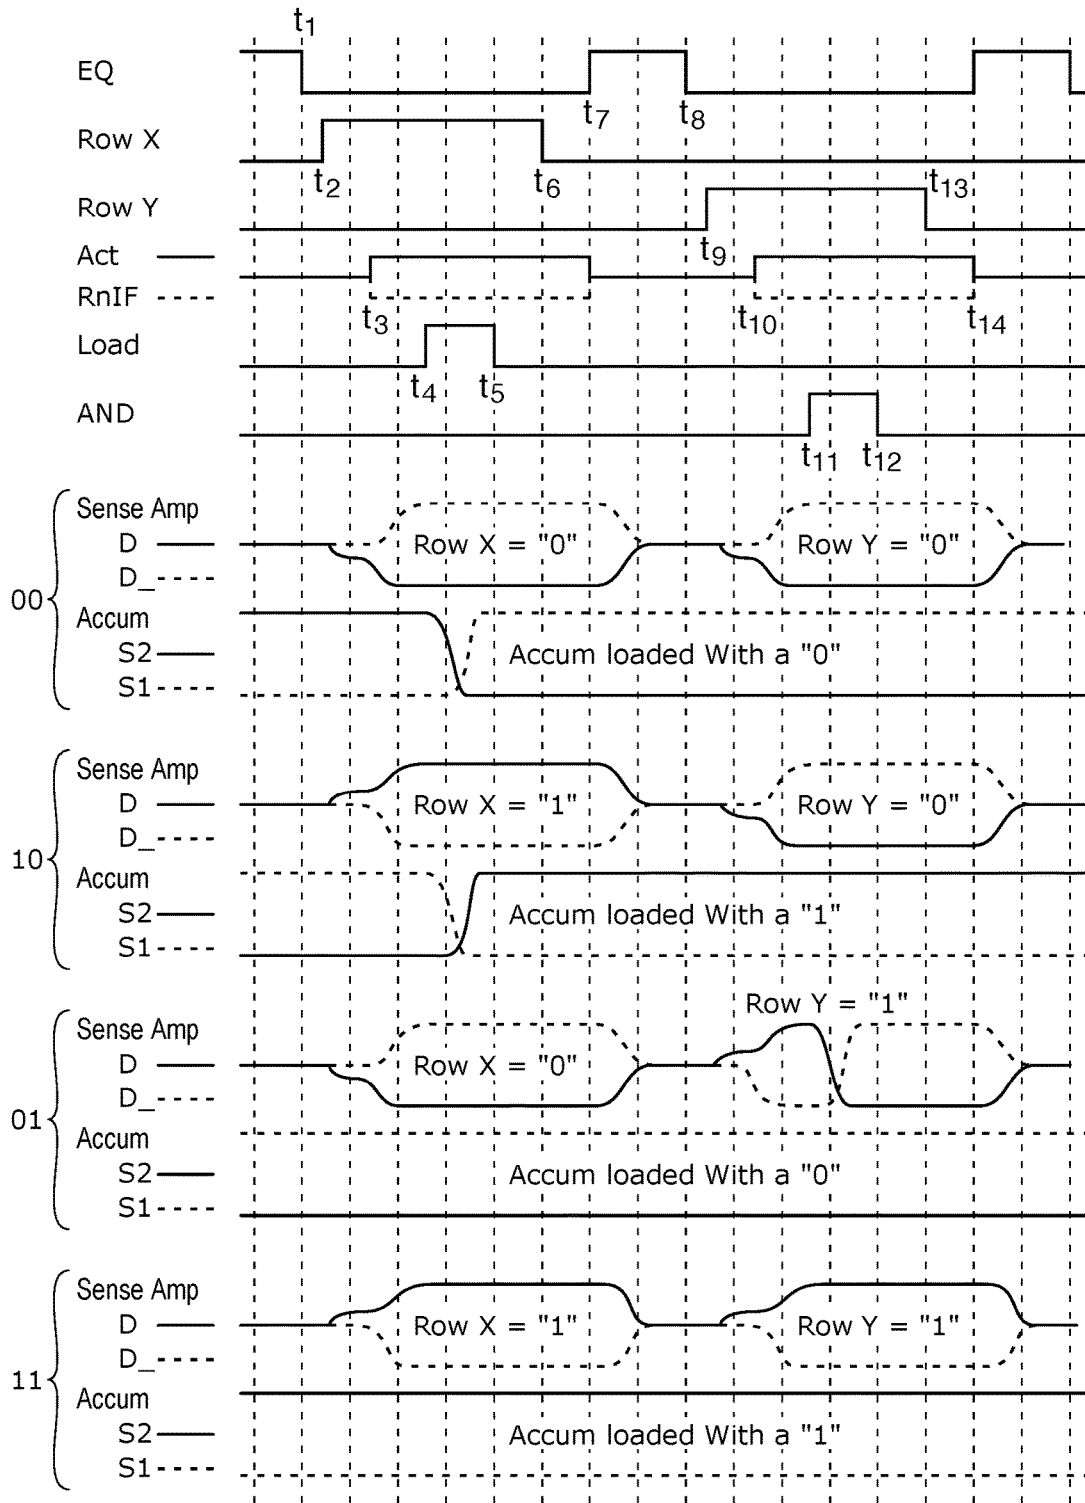 t1
EQ
t7 t8
Row X
t2 t6 t13
Row Y
t9
Act
RnIF
t3 t10 t14
Load
t4 t5
AND
t11 t12
Sense Amp
D Row X = "0" Row Y = "0"
D_
00
Accum
S2 Accum loaded With a "0"
S1
Sense Amp
D Row X = "1" Row Y = "0"
D_
10
Accum
S2 Accum loaded With a "1"
S1
Row Y = "1"
Sense Amp
D Row X = "0"
D_
01
Accum
S2 Accum loaded With a "0"
S1
Sense Amp
D Row X = "1" Row Y = "1"
D_
11
Accum
S2 Accum loaded With a "1"
S1